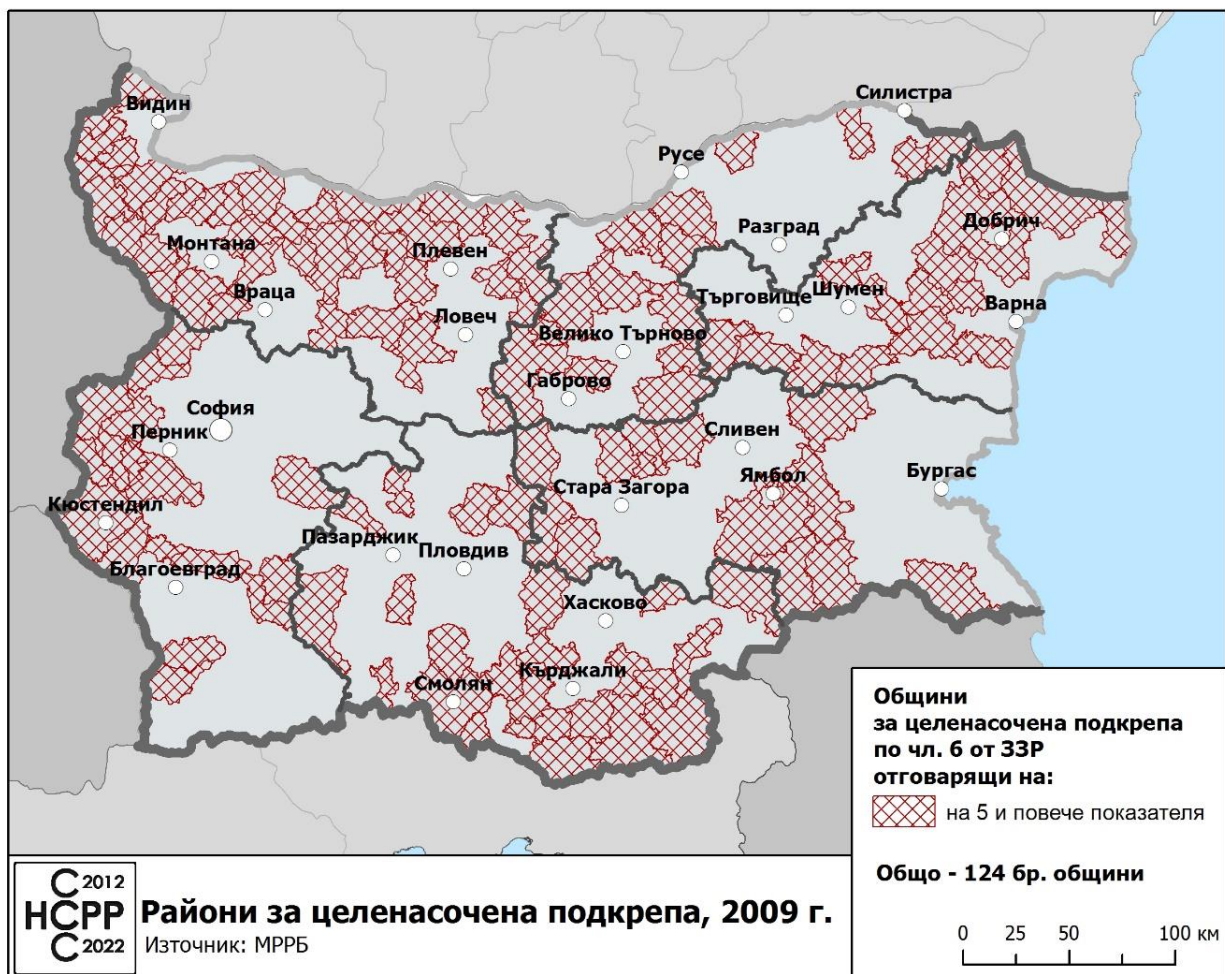 Видин
Силистра
Русе
Разград
Добрич
Монтана
Плевен
Враца
Ловеч
Търговище
Шумен
Варна
Велико Търново
Габрово
София
Перник
Сливен
Ямбол
Бургас
Стара Загора
Кюстендил
Пазарджик
Пловдив
Благоевград
Хасково
Кърджали
Смолян
Общини
за целенасочена подкрепа
по чл. 6 от ЗЗР
отговарящи на:
на 5 и повече показателя
Общо - 124 бр. общини
0 25 50 100 км
С 2012
НСРР
С 2022
Райони за целенасочена подкрепа, 2009 г.
Източник: МРРБ